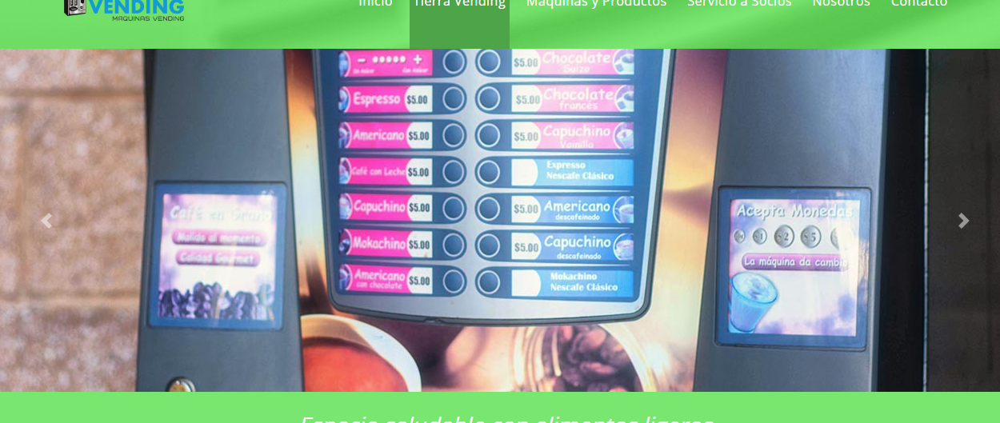 VENDING
MAQUINAS VENDING
Inicio
Tierra Vending
Maquinas y Productos
Servicio a Socios
Nosotros
Contacto
Sin Azúcar
Con Azúcar
$5.00 Chocolate
Suizo
Espresso $5.00
$5.00 Chocolate
francés
Americano $5.00
$5.00 Capuchino
Vainilla
Café con Leche $5.00
Expresso
Nescafe Clásico
Capuchino $5.00
$5.00 Americano
descafeinado
Mokachino $5.00
$5.00 Capuchino
descafeinado
Americano
con chocolate $5.00
Mokachino
Nescafe Clásico
Café en Grano
Molido al momento
Calidad Gourmet
Acepta Monedas
$1 $2 $5
La máquina da cambio
Espacio saludable con alimentos ligeros